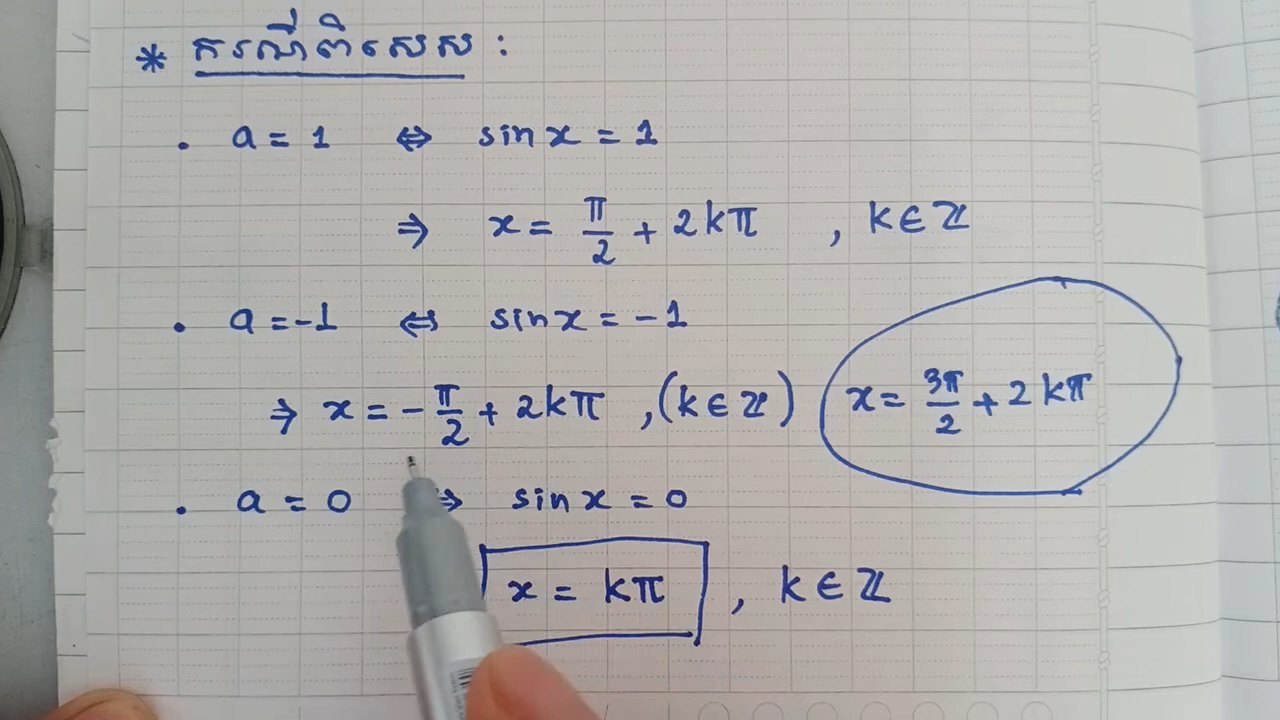 * ករណីពិសេស :
. a = 1 ⇔ sin x = 1
⇒ x = π/2 + 2kπ , k ∈ ℤ
. a = -1 ⇔ sin x = -1
⇒ x = -π/2 + 2kπ , (k ∈ ℤ) x = 3π/2 + 2kπ
. a = 0 ⇔ sin x = 0
x = kπ , k ∈ ℤ